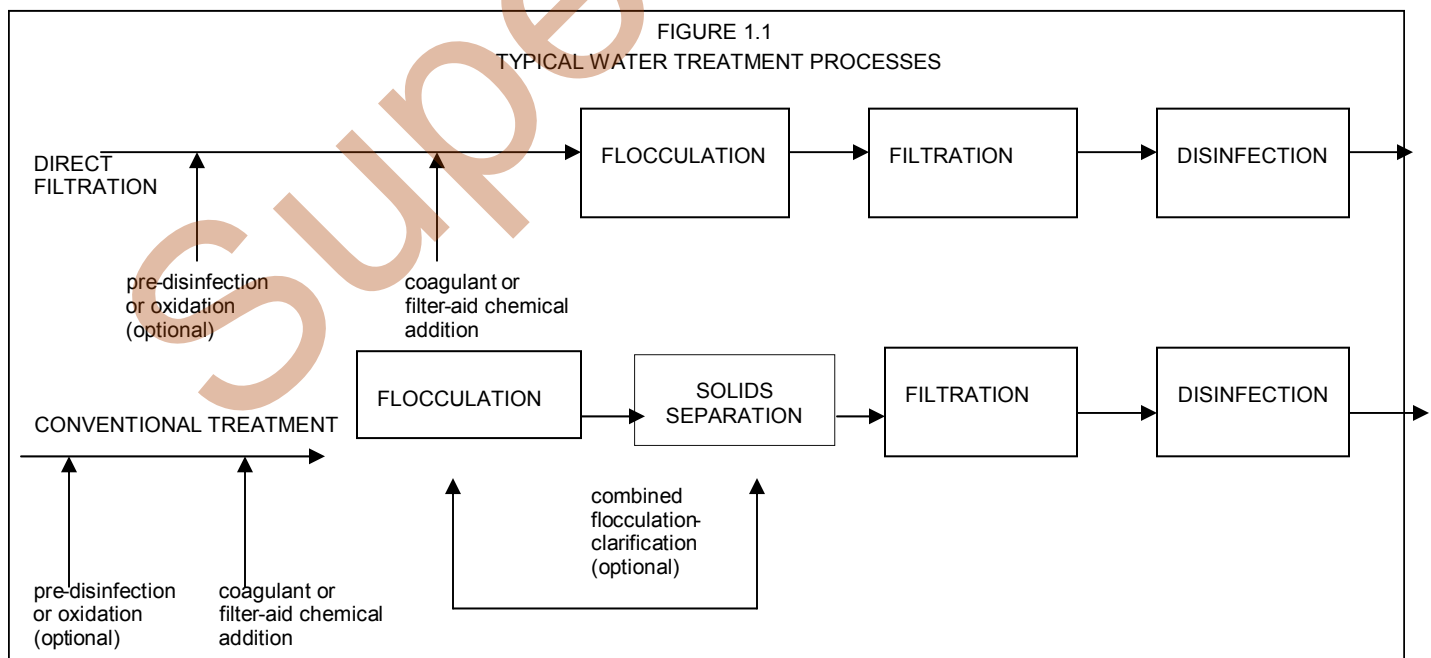 FIGURE 1.1
TYPICAL WATER TREATMENT PROCESSES
DIRECT
FILTRATION
FLOCCULATION
FILTRATION
DISINFECTION
pre-disinfection
or oxidation
(optional)
coagulant or
filter-aid chemical
addition
CONVENTIONAL TREATMENT
FLOCCULATION
SOLIDS
SEPARATION
FILTRATION
DISINFECTION
combined
flocculation-
clarification
(optional)
pre-disinfection
or oxidation
(optional)
coagulant or
filter-aid chemical
addition
Supe